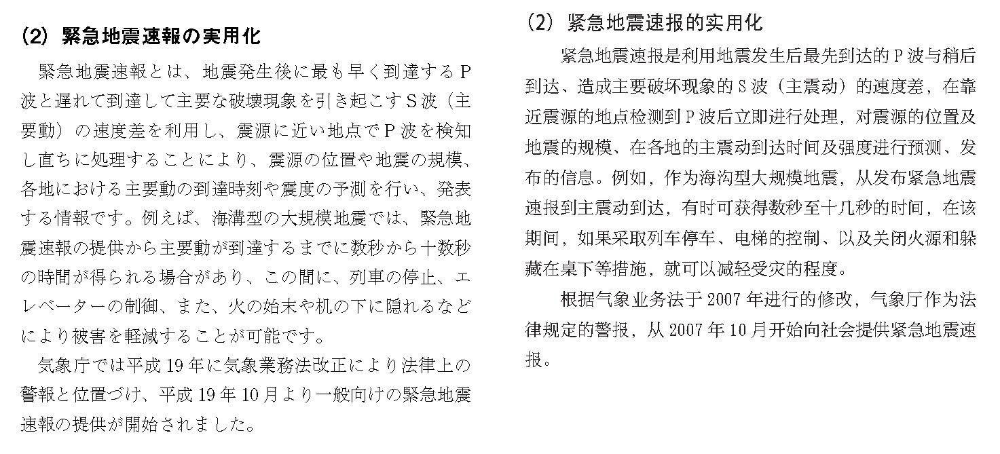 (2) 緊急地震速報の実用化
緊急地震速報とは、地震発生後に最も早く到達する P
波と遅れて到達して主要な破壊現象を引き起こす S 波（主
要動）の速度差を利用し、震源に近い地点で P 波を検知
し直ちに処理することにより、震源の位置や地震の規模、
各地における主要動の到達時刻や震度の予測を行い、発表
する情報です。例えば、海溝型の大規模地震では、緊急地
震速報の提供から主要動が到達するまでに数秒から十数秒
の時間が得られる場合があり、この間に、列車の停止、エ
レベーターの制御、また、火の始末や机の下に隠れるなど
により被害を軽減することが可能です。
気象庁では平成 19 年に気象業務法改正により法律上の
警報と位置づけ、平成 19 年 10 月より一般向けの緊急地震
速報の提供が開始されました。
（2）紧急地震速报的实用化
紧急地震速报是利用地震发生后最先到达的 P 波与稍后
到达、造成主要破坏现象的 S 波（主震动）的速度差，在靠
近震源的地点检测到 P 波后立即进行处理，对震源的位置及
地震的规模、在各地的主震动到达时间及强度进行预测、发
布的信息。例如，作为海沟型大规模地震，从发布紧急地震
速报到主震动到达，有时可获得数秒至十几秒的时间，在该
期间，如果采取列车停车、电梯的控制、以及关闭火源和躲
藏在桌下等措施，就可以减轻受灾的程度。
根据气象业务法于 2007 年进行的修改，气象厅作为法
律规定的警报，从 2007 年 10 月开始向社会提供紧急地震速
报。